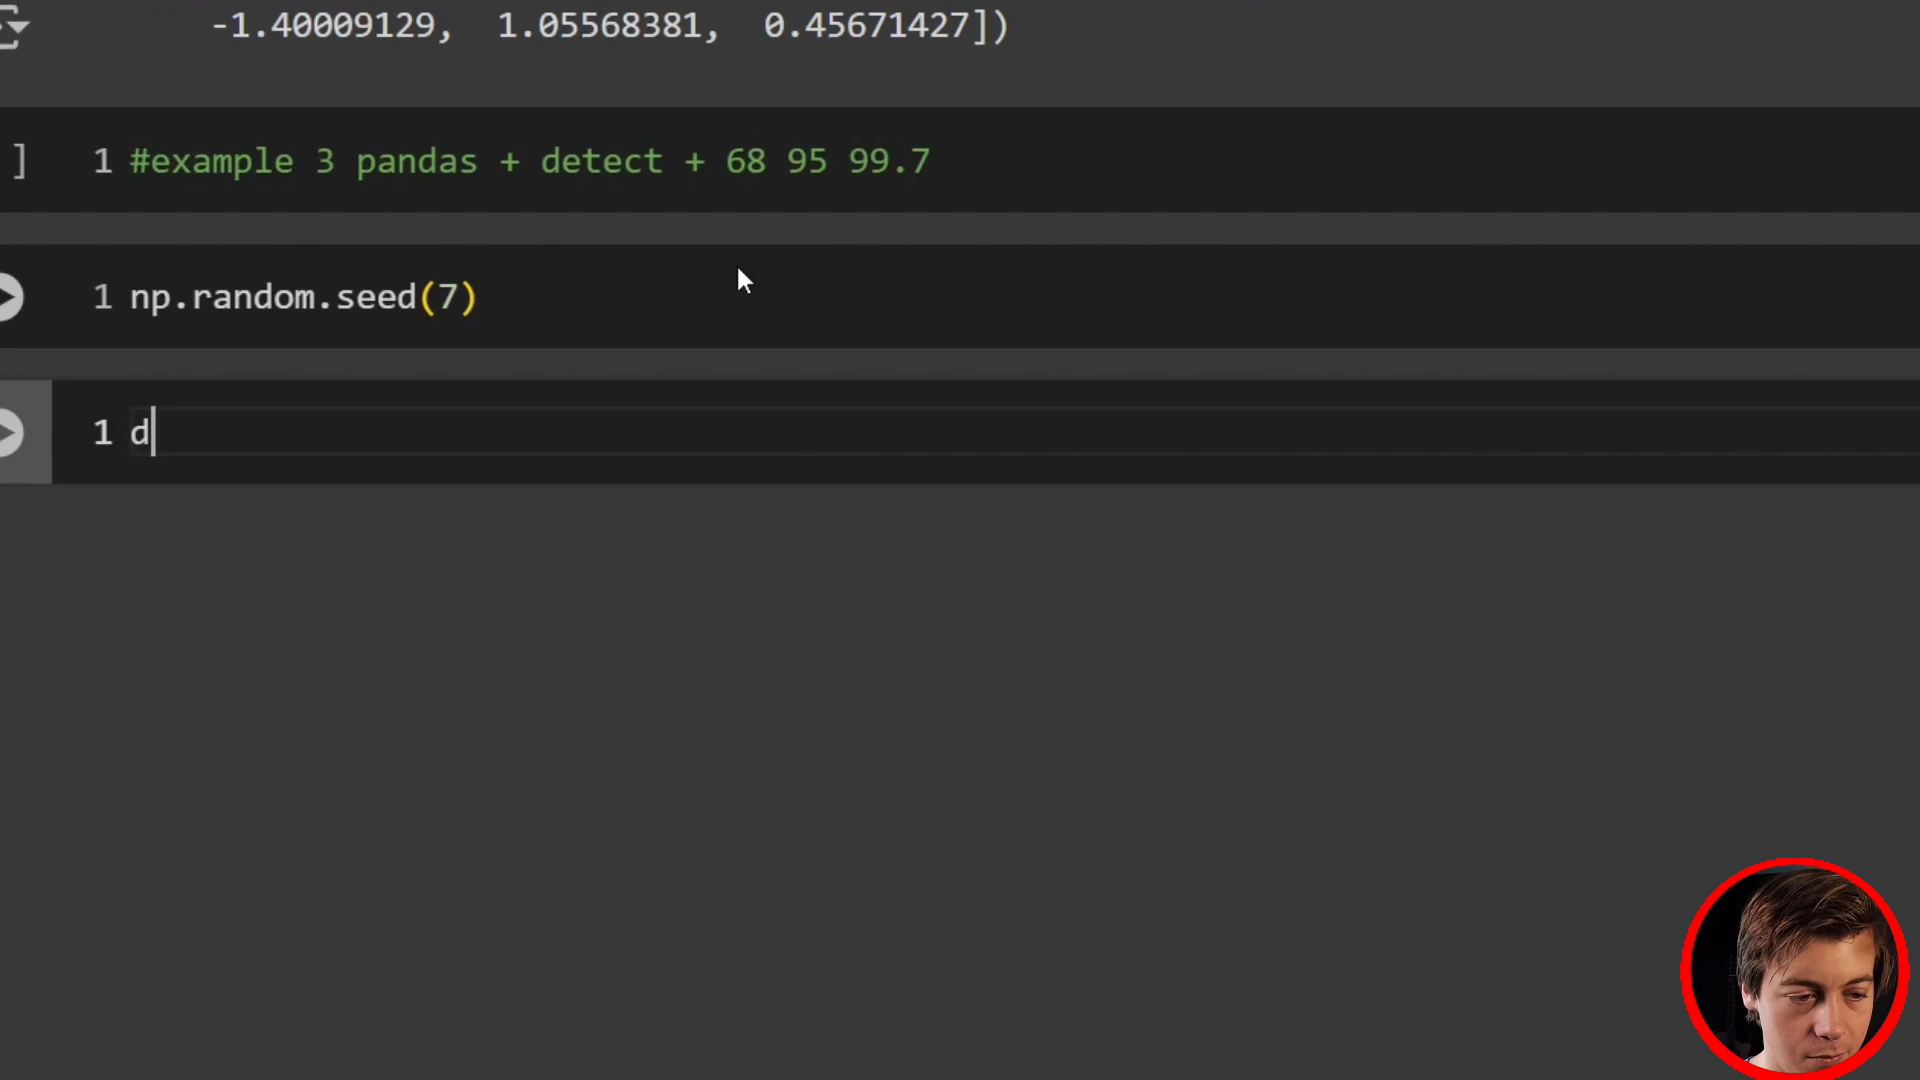 -1.40009129, 1.05568381, 0.45671427])
] 1 #example 3 pandas + detect + 68 95 99.7
1 np.random.seed(7)
1 d